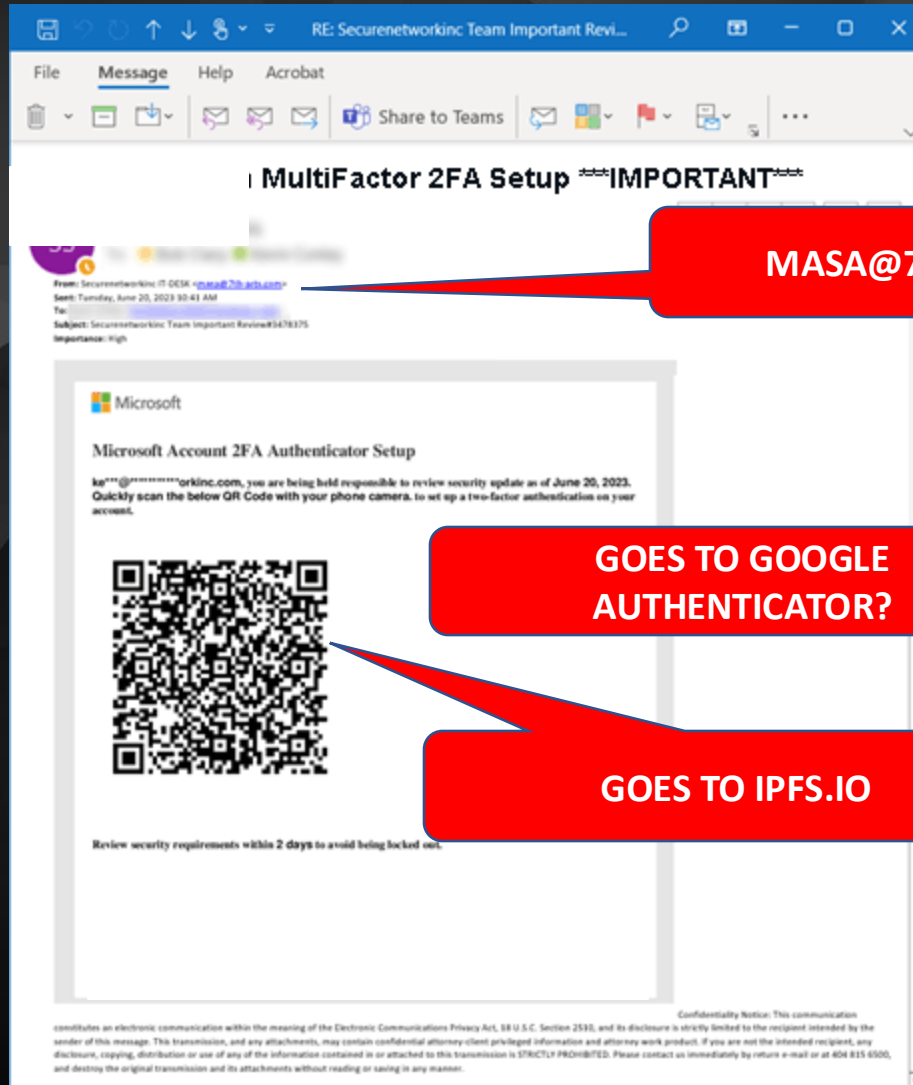 RE: Securenetworkinc Team Important Revi...
File Message Help Acrobat
Share to Teams
MultiFactor 2FA Setup ***IMPORTANT***
MASA@7
From: Securenetworkinc IT-DESK <masa@7th-arts.com>
Sent: Tuesday, June 20, 2023 10:41 AM
To:
Subject: Securenetworkinc Team Important Review#3478375
Importance: High
Microsoft
Microsoft Account 2FA Authenticator Setup
ke***@***********orkinc.com, you are being held responsible to review security update as of June 20, 2023.
Quickly scan the below QR Code with your phone camera. to set up a two-factor authentication on your
account.
GOES TO GOOGLE
AUTHENTICATOR?
GOES TO IPFS.IO
Review security requirements within 2 days to avoid being locked out.
Confidentiality Notice: This communication
constitutes an electronic communication within the meaning of the Electronic Communications Privacy Act, 18 U.S.C. Section 2510, and its disclosure is strictly limited to the recipient intended by the
sender of this message. This transmission, and any attachments, may contain confidential attorney-client privileged information and attorney work product. If you are not the intended recipient, any
disclosure, copying, distribution or use of any of the information contained in or attached to this transmission is STRICTLY PROHIBITED. Please contact us immediately by return e-mail or at 404 815 6500,
and destroy the original transmission and its attachments without reading or saving in any manner.